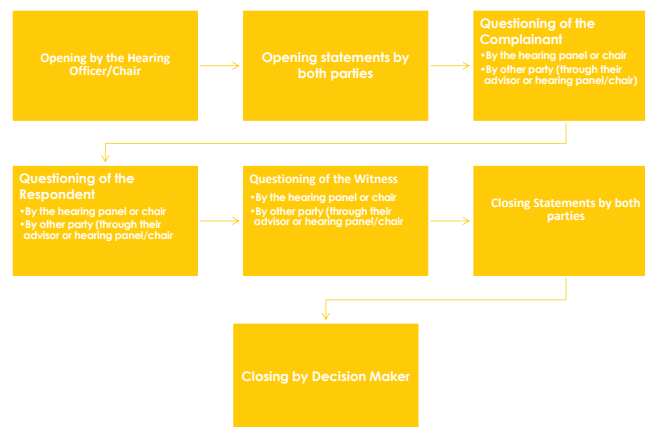 Opening by the Hearing
Officer/Chair
Opening statements by
both parties
Questioning of the
Complainant
•By the hearing panel or chair
•By other party (through their
advisor or hearing panel/chair)
Questioning of the
Respondent
•By the hearing panel or chair
•By other party (through their
advisor or hearing panel/chair
Questioning of the Witness
•By the hearing panel or chair
•By other party (through their
advisor or hearing panel/chair
Closing Statements by both
parties
Closing by Decision Maker